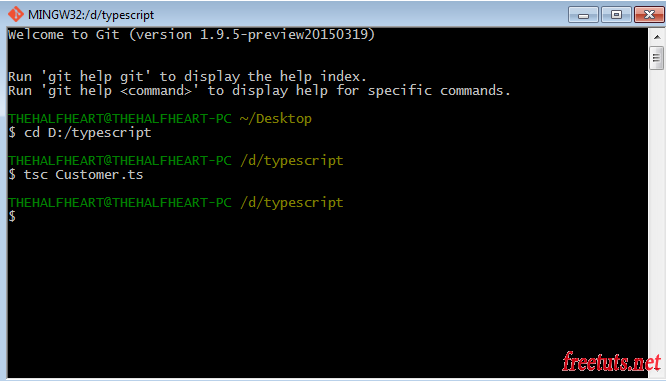 MINGW32:/d/typescript
Welcome to Git (version 1.9.5-preview20150319)
Run 'git help git' to display the help index.
Run 'git help <command>' to display help for specific commands.
THEHALFHEART@THEHALFHEART-PC ~/Desktop
$ cd D:/typescript
THEHALFHEART@THEHALFHEART-PC /d/typescript
$ tsc Customer.ts
THEHALFHEART@THEHALFHEART-PC /d/typescript
$
freetuts.net